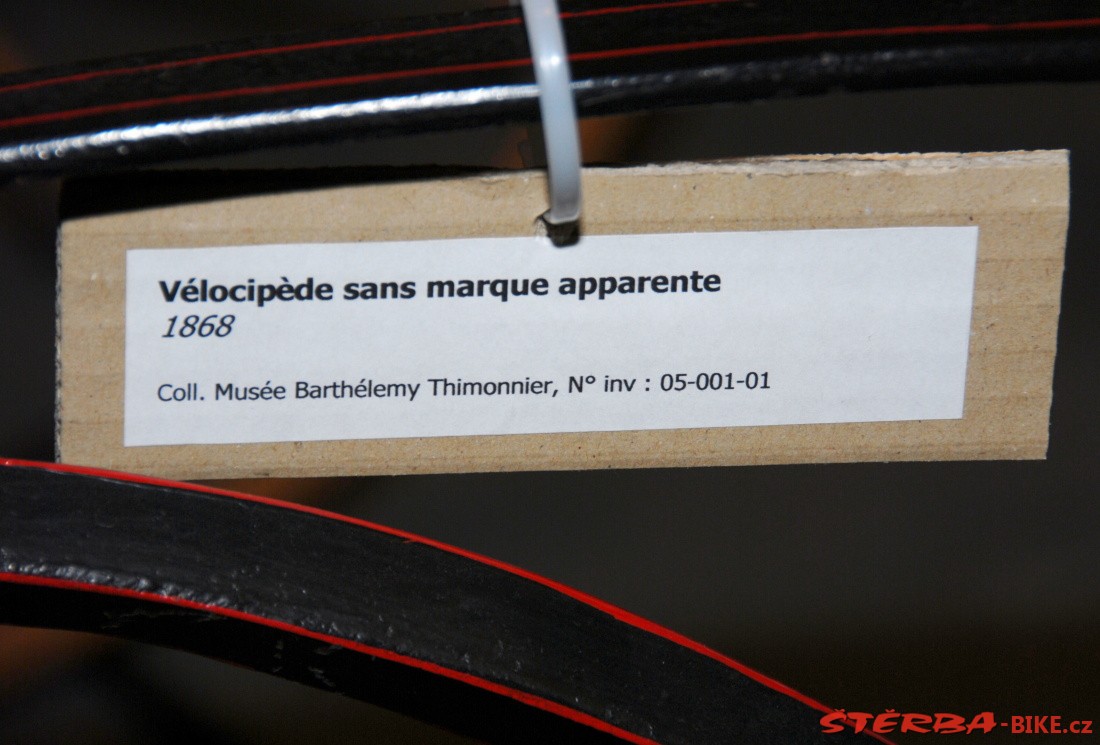 Vélocipède sans marque apparente
1868
Coll. Musée Barthélemy Thimonnier, N° inv : 05-001-01
ŠTĚRBA-BIKE.cz